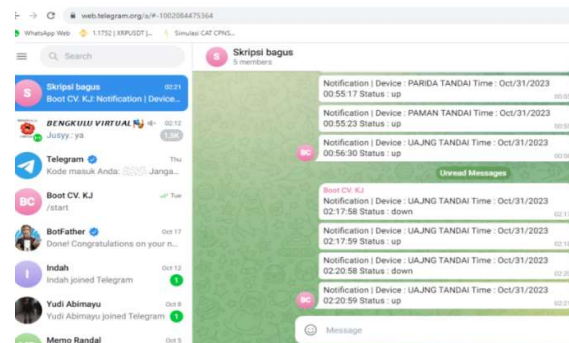 web.telegram.org/a/#-1002084475364
WhatsApp Web
1.1752 | XRPUSDT |...
Simulasi CAT CPNS...
Search
Skripsi bagus
02:21
Boot CV. KJ: Notification | Device...
BENGKULU VIRTUAL
02:12
Jusyy: ya
1.5K
Telegram
Thu
Kode masuk Anda:
Janga...
Boot CV. KJ
Tue
/start
BotFather
Oct 17
Done! Congratulations on your n...
Indah
Oct 12
Indah joined Telegram
1
Yudi Abimayu
Oct 8
Yudi Abimayu joined Telegram
1
Memo Randal
Oct 5
Skripsi bagus
5 members
Notification | Device : PARIDA TANDAI Time : Oct/31/2023
00:55:17 Status : up
Notification | Device : PAMAN TANDAI Time : Oct/31/2023
00:55:23 Status : up
Notification | Device : UAJNG TANDAI Time : Oct/31/2023
00:56:30 Status : up
Unread Messages
Boot CV. KJ
Notification | Device : UAJNG TANDAI Time : Oct/31/2023
02:17:58 Status : down
Notification | Device : UAJNG TANDAI Time : Oct/31/2023
02:17:59 Status : up
Notification | Device : UAJNG TANDAI Time : Oct/31/2023
02:20:58 Status : down
Notification | Device : UAJNG TANDAI Time : Oct/31/2023
02:20:59 Status : up
Message